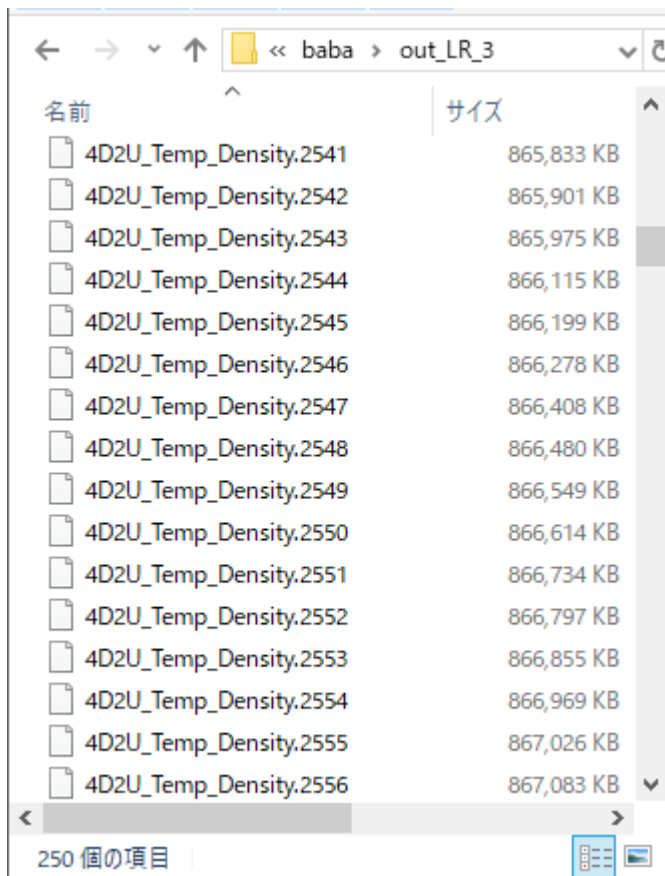 « baba > out_LR_3
名前 サイズ
4D2U_Temp_Density.2541 865,833 KB
4D2U_Temp_Density.2542 865,901 KB
4D2U_Temp_Density.2543 865,975 KB
4D2U_Temp_Density.2544 866,115 KB
4D2U_Temp_Density.2545 866,199 KB
4D2U_Temp_Density.2546 866,278 KB
4D2U_Temp_Density.2547 866,408 KB
4D2U_Temp_Density.2548 866,480 KB
4D2U_Temp_Density.2549 866,549 KB
4D2U_Temp_Density.2550 866,614 KB
4D2U_Temp_Density.2551 866,734 KB
4D2U_Temp_Density.2552 866,797 KB
4D2U_Temp_Density.2553 866,855 KB
4D2U_Temp_Density.2554 866,969 KB
4D2U_Temp_Density.2555 867,026 KB
4D2U_Temp_Density.2556 867,083 KB
250 個の項目